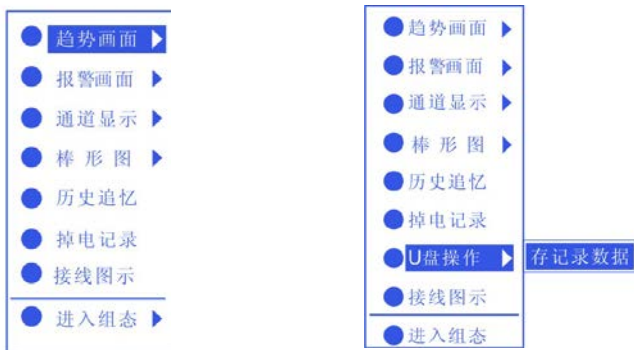 趋势画面
报警画面
通道显示
棒形图
历史追忆
掉电记录
接线图示
进入组态
趋势画面
报警画面
通道显示
棒形图
历史追忆
掉电记录
U盘操作 存记录数据
接线图示
进入组态